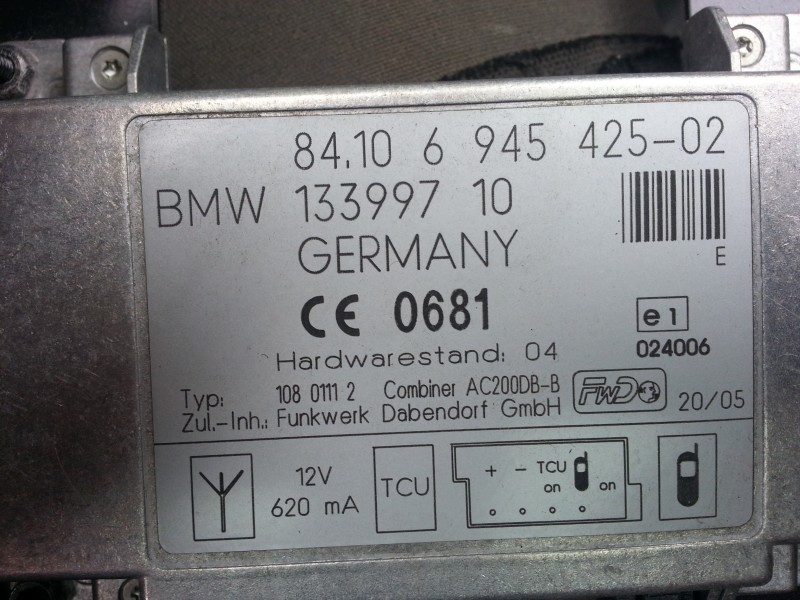 84.10 6 945 425-02
BMW 133997 10
E
GERMANY
CE 0681
e1
024006
Hardwarestand: 04
Typ: 108 0111 2 Combiner AC200DB-B
FwD
20/05
Zul.-Inh.: Funkwerk Dabendorf GmbH
12V
620 mA
TCU
+ - TCU
on on